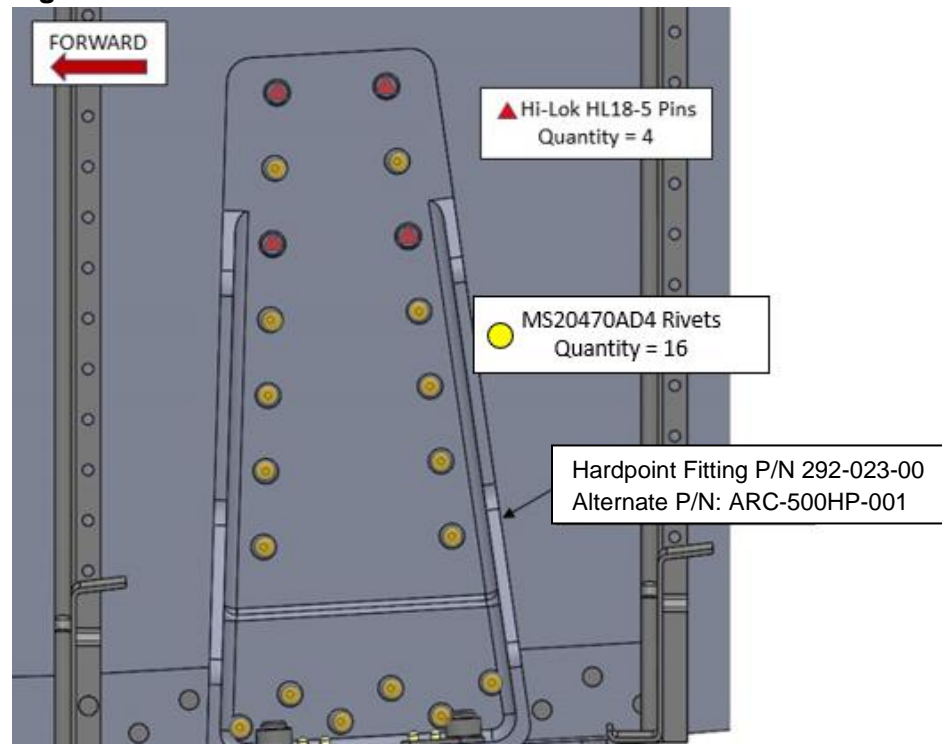 FORWARD
Hi-Lok HL18-5 Pins
Quantity = 4
MS20470AD4 Rivets
Quantity = 16
Hardpoint Fitting P/N 292-023-00
Alternate P/N: ARC-500HP-001